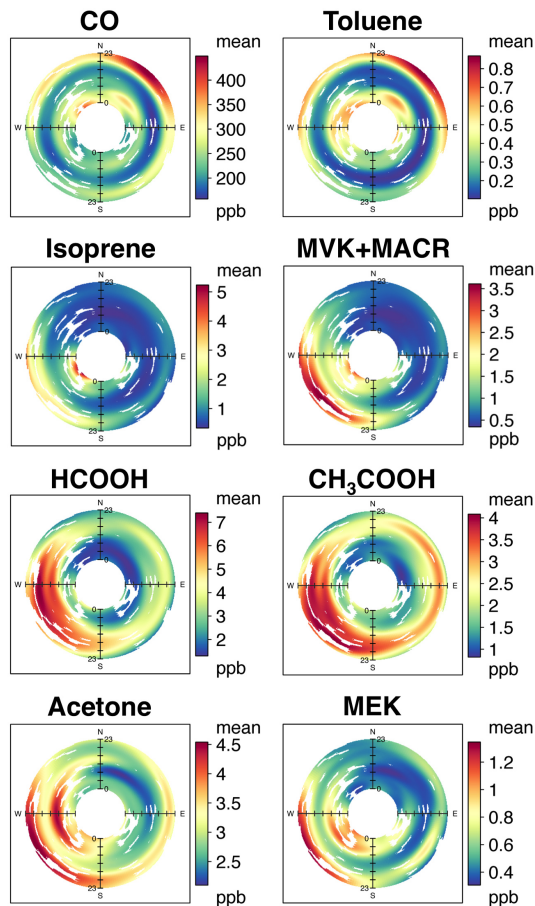 CO
mean
N
23
0
W
E
0
23
S
400
350
300
250
200
ppb
Toluene
mean
N
23
0
W
E
0
23
S
0.8
0.7
0.6
0.5
0.4
0.3
0.2
ppb
Isoprene
mean
N
23
0
W
E
0
23
S
5
4
3
2
1
ppb
MVK+MACR
mean
N
23
0
W
E
0
23
S
3.5
3
2.5
2
1.5
1
0.5
ppb
HCOOH
mean
N
23
0
W
E
0
23
S
7
6
5
4
3
2
ppb
CH₃COOH
mean
N
23
0
W
E
0
23
S
4
3.5
3
2.5
2
1.5
1
ppb
Acetone
mean
N
23
0
W
E
0
23
S
4.5
4
3.5
3
2.5
ppb
MEK
mean
N
23
0
W
E
0
23
S
1.2
1
0.8
0.6
0.4
ppb